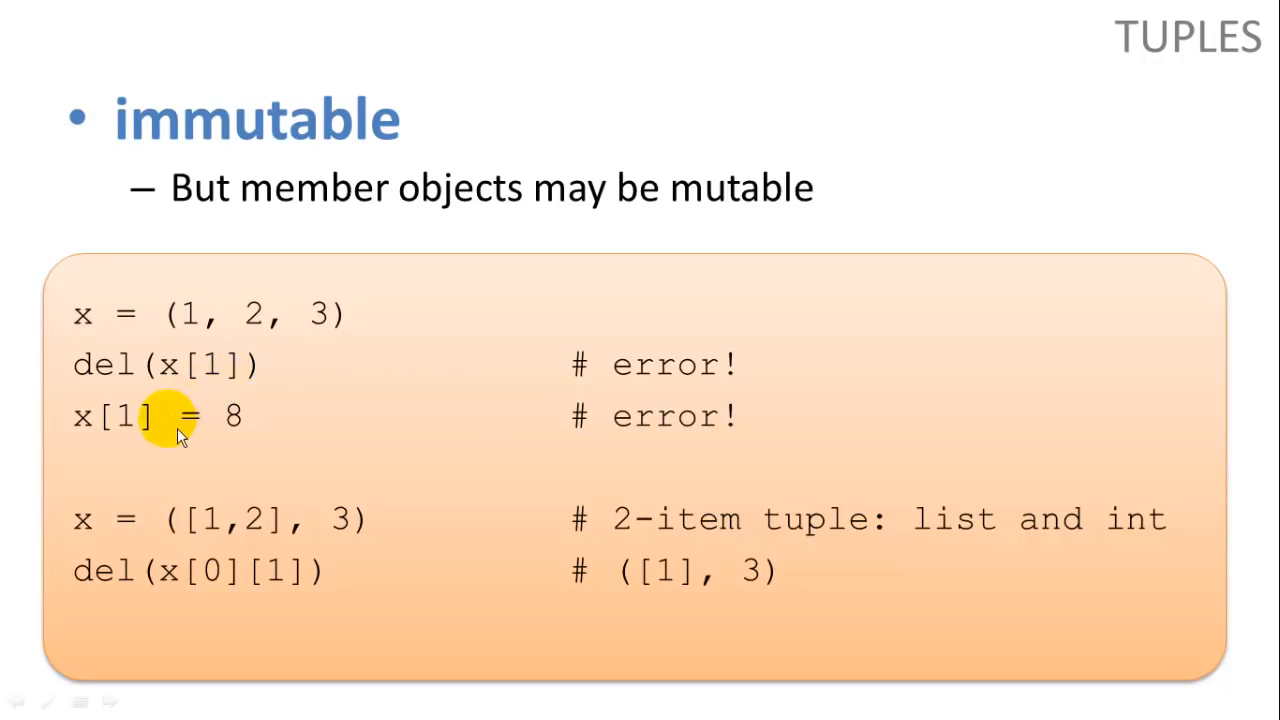 TUPLES
• immutable
– But member objects may be mutable
x = (1, 2, 3)
del(x[1]) # error!
x[1] = 8 # error!
x = ([1,2], 3) # 2-item tuple: list and int
del(x[0][1]) # ([1], 3)